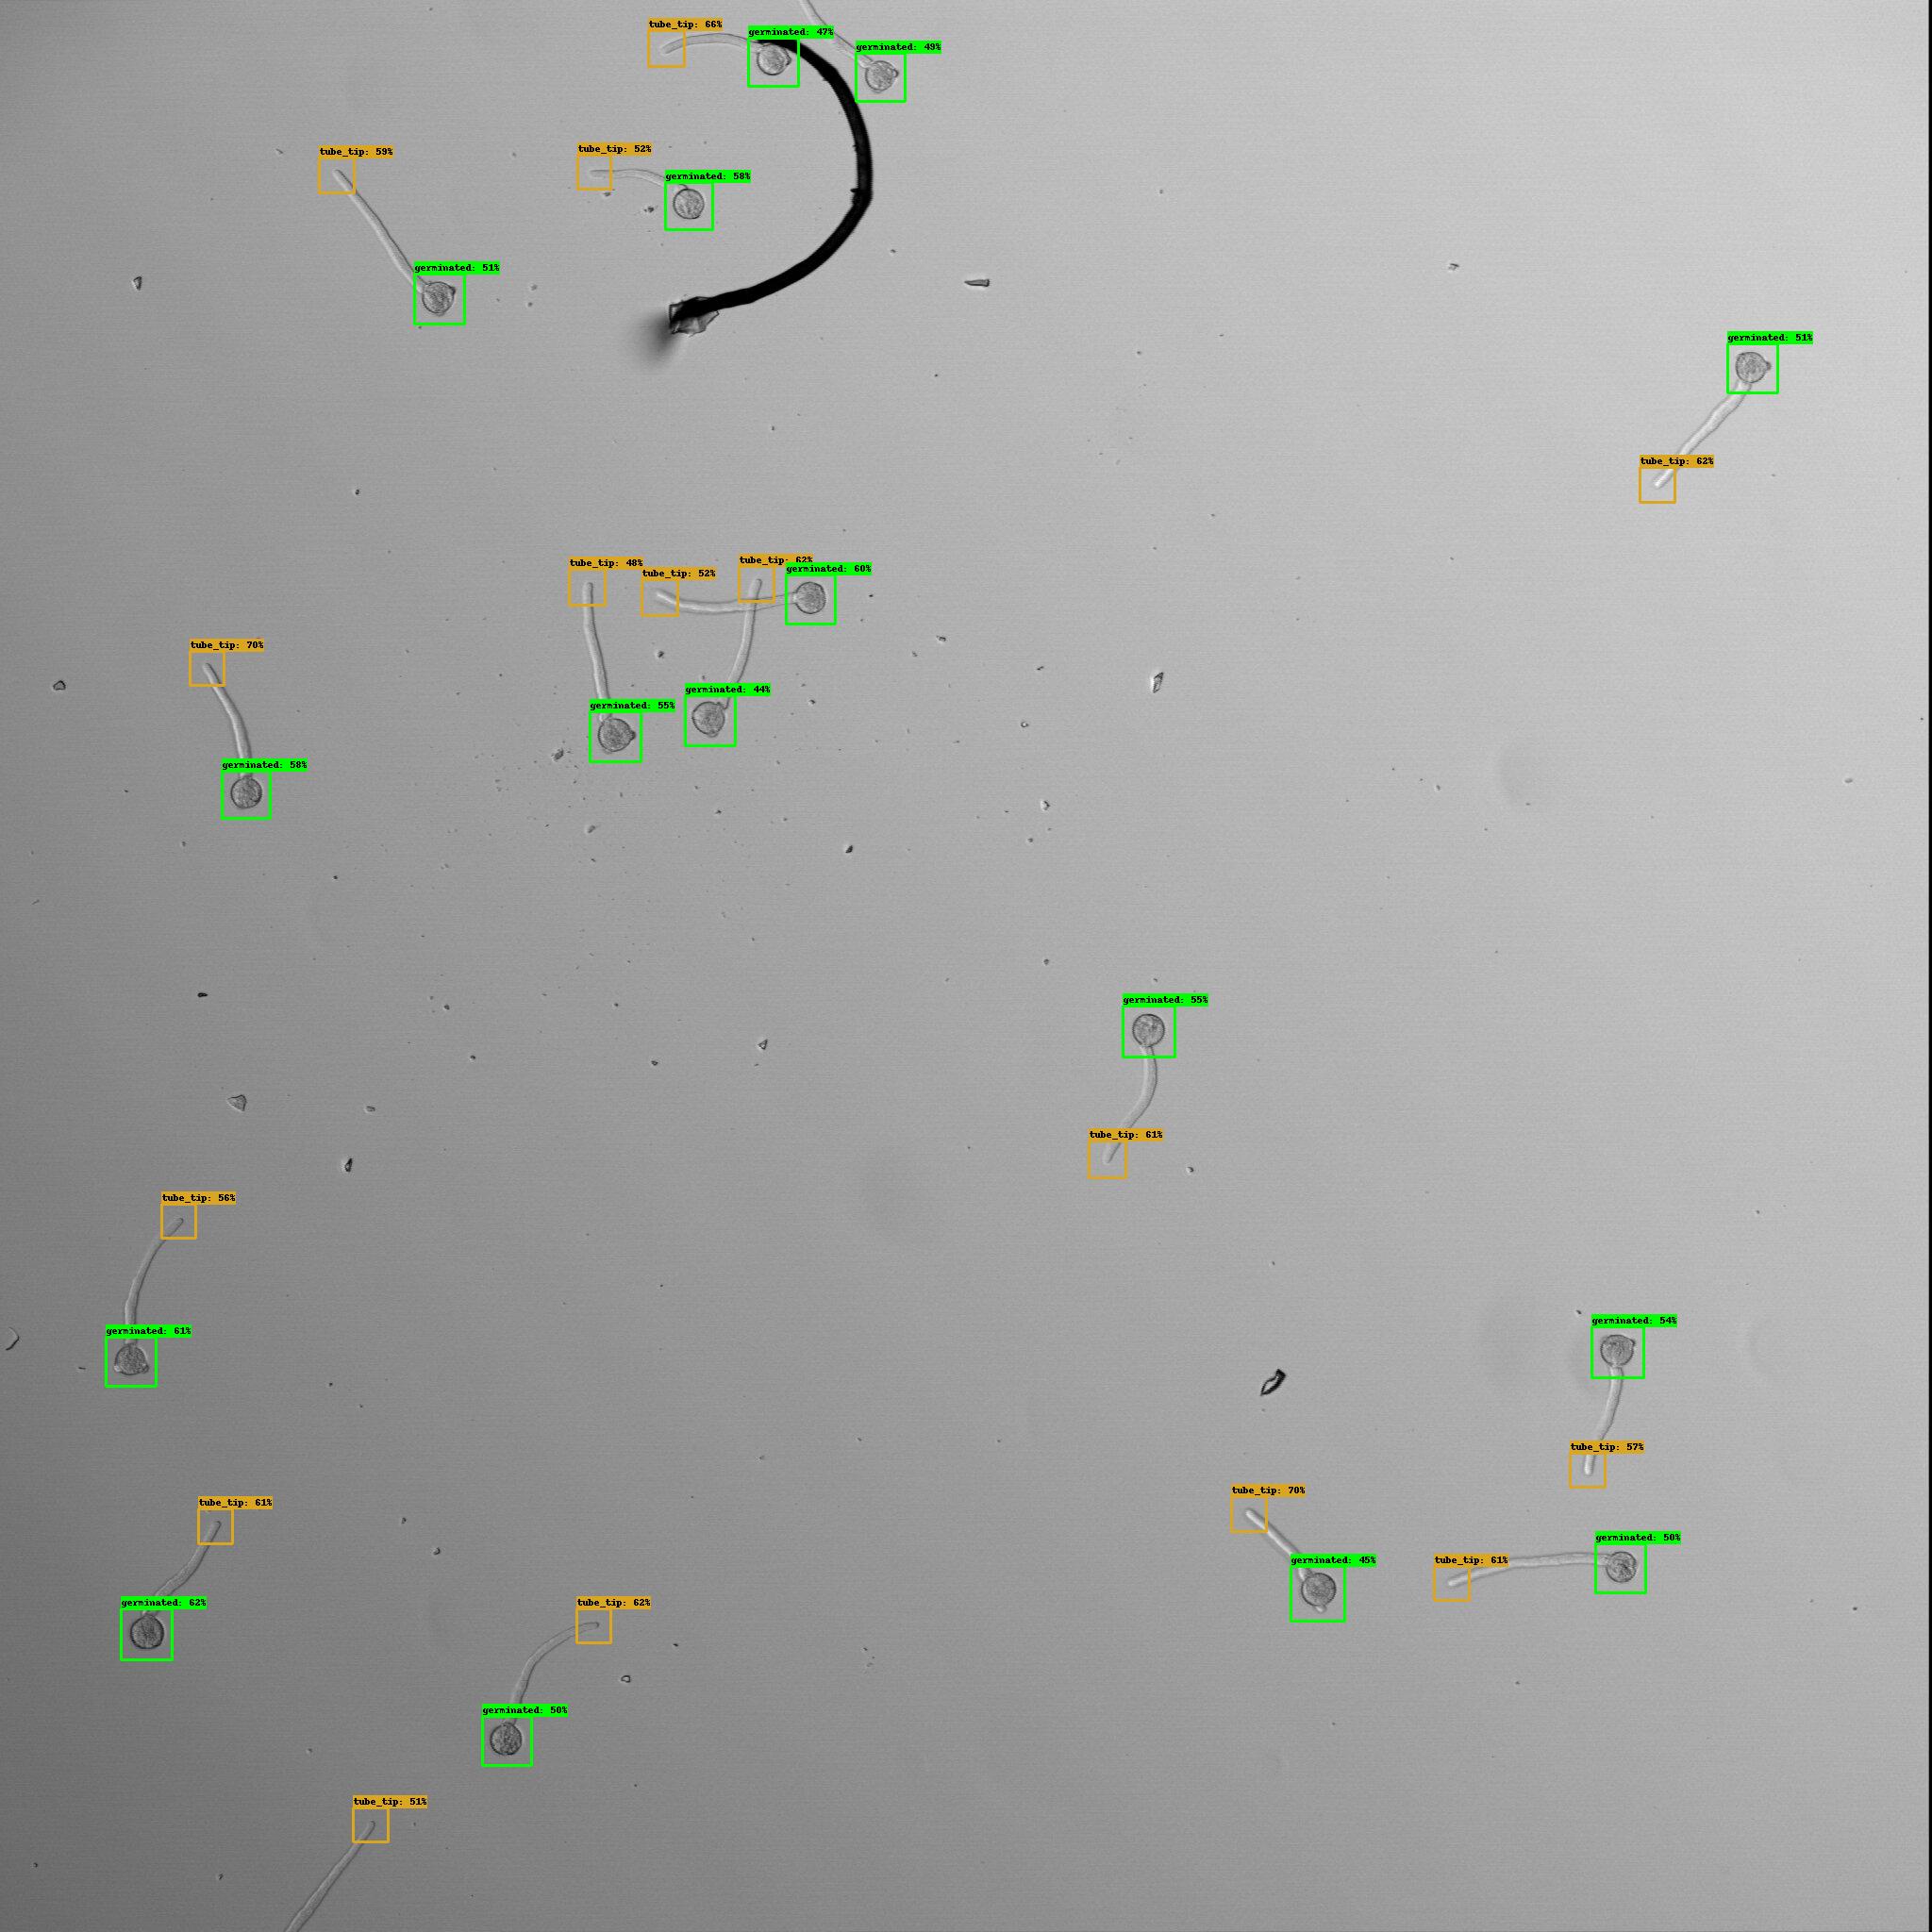 tube_tip: 66%
germinated: 47%
germinated: 49%
tube_tip: 59%
tube_tip: 52%
germinated: 58%
germinated: 51%
germinated: 51%
tube_tip: 62%
tube_tip: 48%
tube_tip: 52%
tube_tip: 62%
germinated: 60%
tube_tip: 70%
germinated: 55%
germinated: 44%
germinated: 58%
germinated: 55%
tube_tip: 61%
tube_tip: 56%
germinated: 61%
germinated: 54%
tube_tip: 57%
tube_tip: 61%
tube_tip: 70%
germinated: 45%
tube_tip: 61%
germinated: 50%
germinated: 62%
tube_tip: 62%
germinated: 50%
tube_tip: 51%